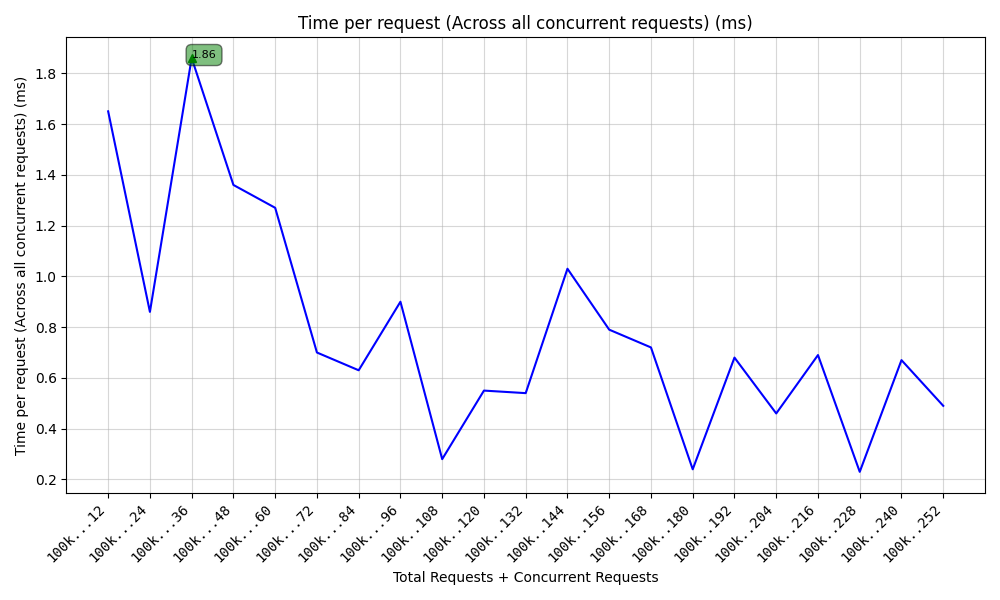 Time per request (Across all concurrent requests) (ms)
1.86
Time per request (Across all concurrent requests) (ms)
1.8
1.6
1.4
1.2
1.0
0.8
0.6
0.4
0.2
100k...12
100k...24
100k...36
100k...48
100k...60
100k...72
100k...84
100k...96
100k..108
100k..120
100k..132
100k..144
100k..156
100k..168
100k..180
100k..192
100k..204
100k..216
100k..228
100k..240
100k..252
Total Requests + Concurrent Requests